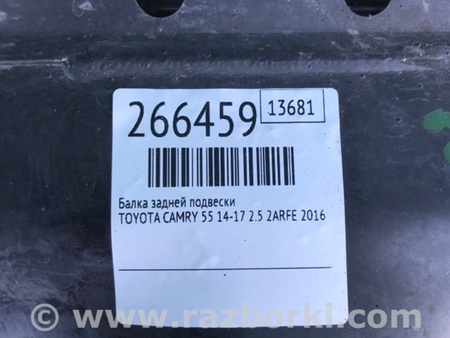 266459 13681
Балка задней подвески
TOYOTA CAMRY 55 14-17 2.5 2ARFE 2016
© www.razborki.com